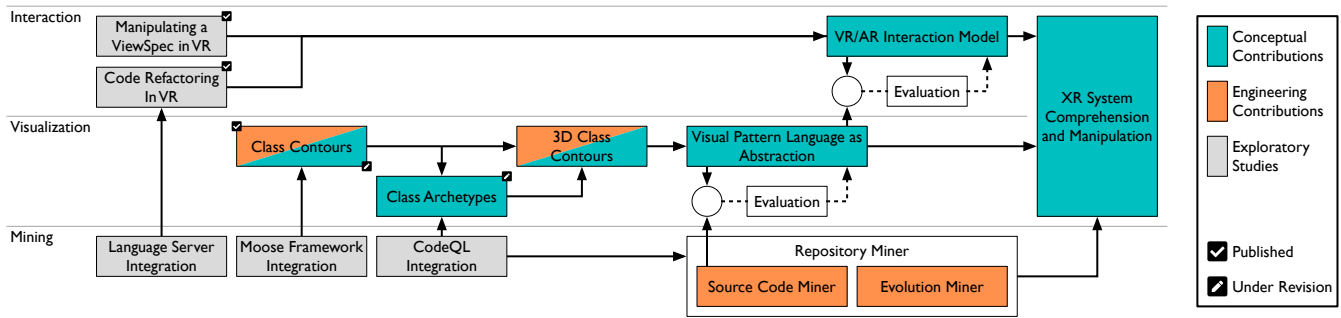 Interaction
Manipulating a
ViewSpec in VR
Code Refactoring
In VR
VR/AR Interaction Model
Evaluation
XR System
Comprehension
and Manipulation
Visualization
Class Contours
3D Class
Contours
Visual Pattern Language as
Abstraction
Class Archetypes
Evaluation
Mining
Language Server
Integration
Moose Framework
Integration
CodeQL
Integration
Repository Miner
Source Code Miner
Evolution Miner
Conceptual
Contributions
Engineering
Contributions
Exploratory
Studies
Published
Under Revision